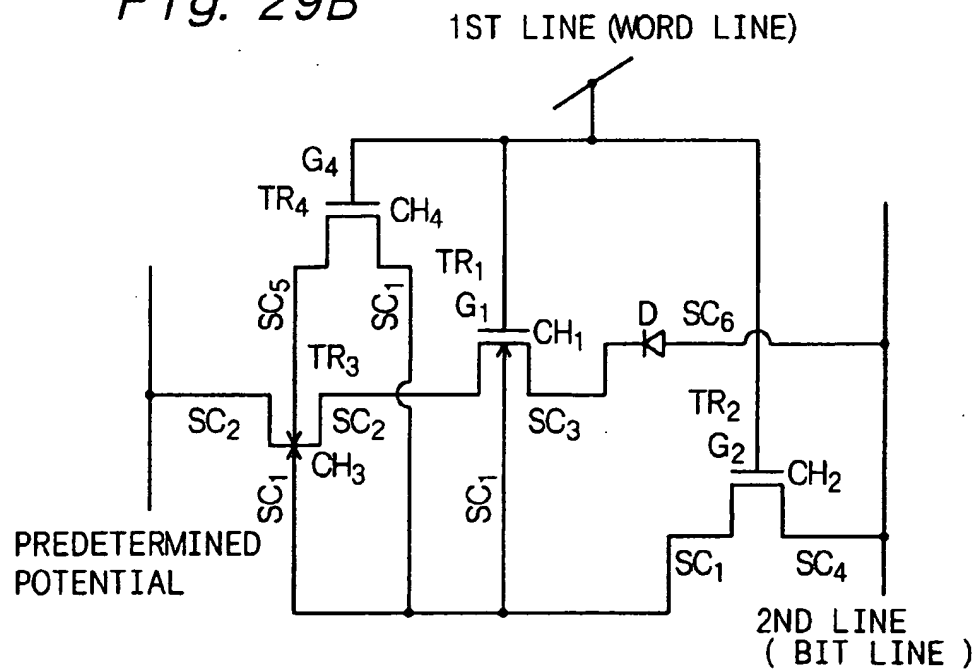 Fig. 29B
1ST LINE (WORD LINE)
G4
TR4
CH4
TR1
SC5
SC1
G1
CH1
D
SC6
TR3
SC2
SC2
SC3
TR2
G2
CH2
SC1
CH3
SC1
PREDETERMINED
POTENTIAL
SC1
SC4
2ND LINE
( BIT LINE )